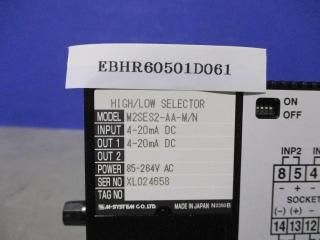 EBHR60501D061
HIGH/LOW SELECTOR
MODEL M2SES2-AA-M/N
INPUT 4-20mA DC
OUT 1 4-20mA DC
OUT 2
POWER 85-264V AC
SER NO XL024658
TAG NO
M-SYSTEM CO.,LTD. MADE IN JAPAN
ON
OFF
INP2 IN
8 5 4
(-) (+) (-)
SOCKET
- + -
14 13 12